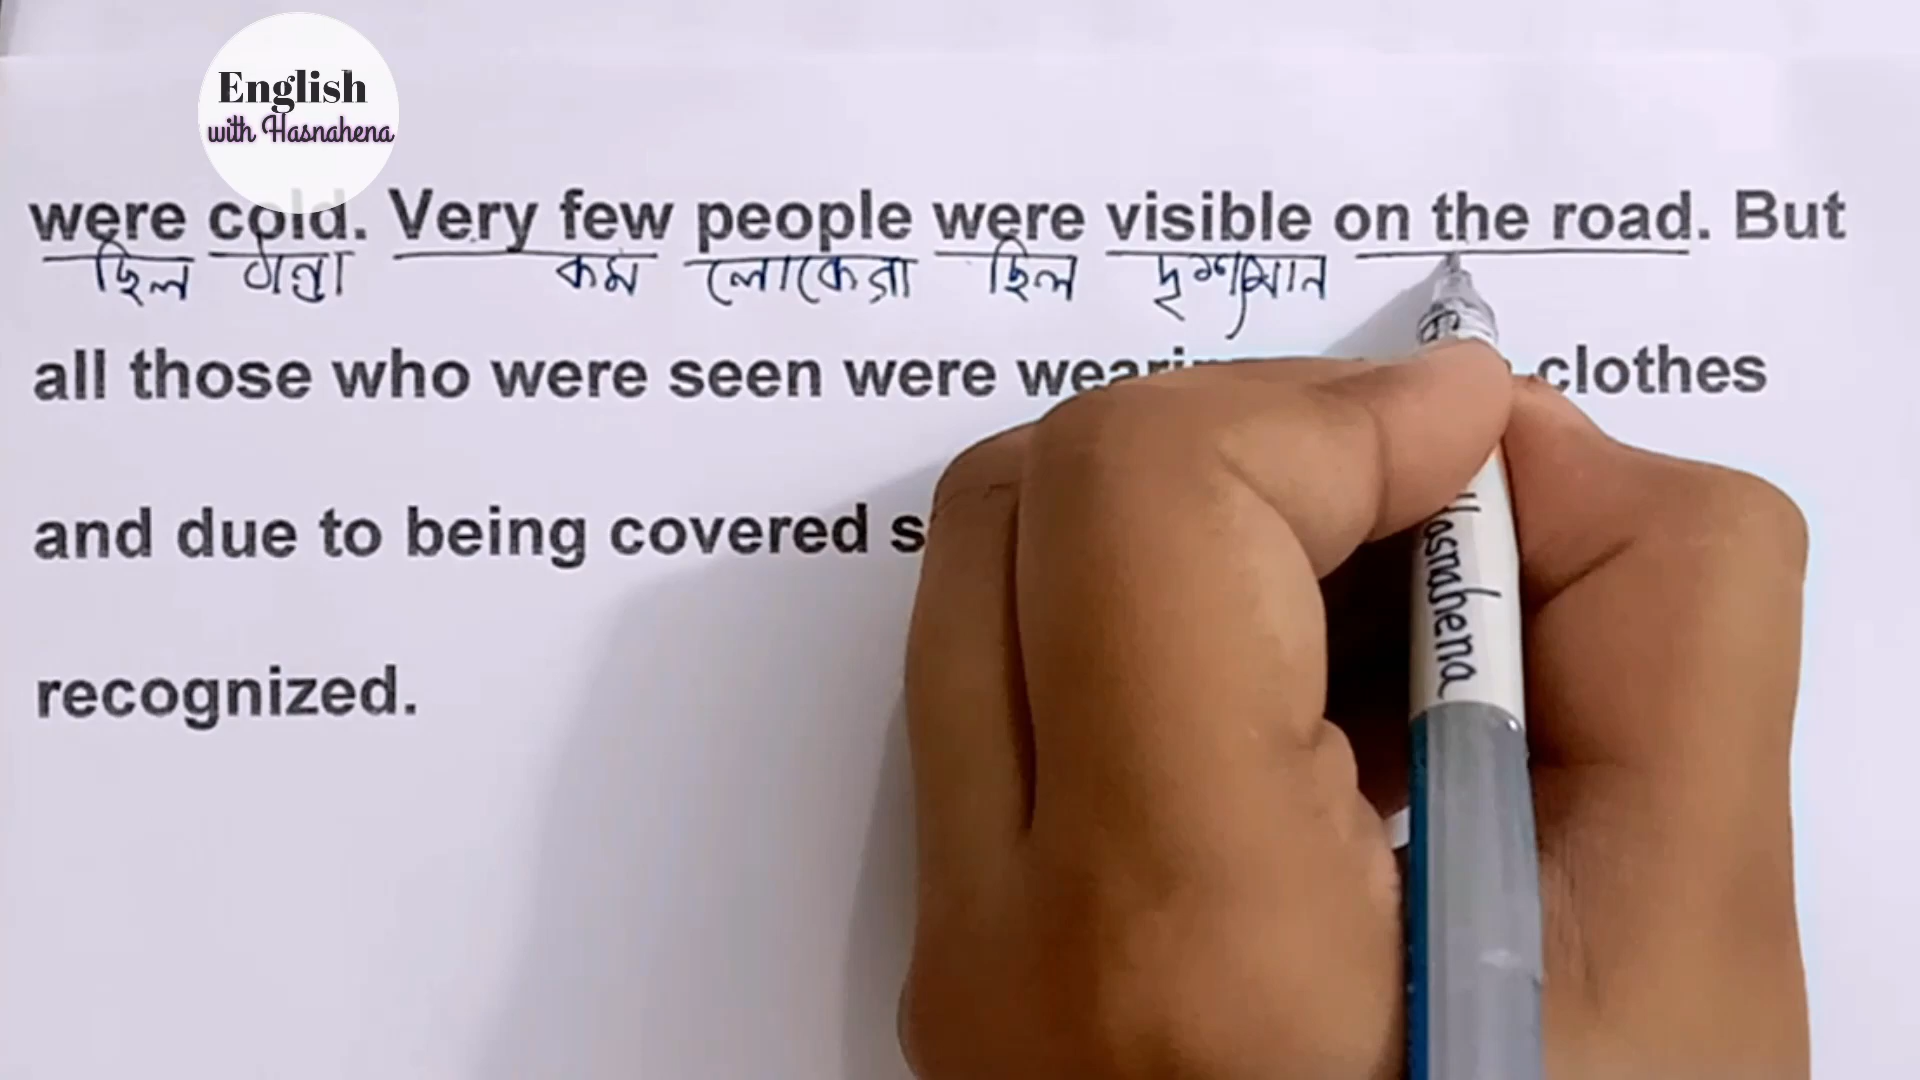 English
with Hasnahena
were cold. Very few people were visible on the road. But
ছিল ঠান্ডা কম লোকেরা ছিল দৃশ্যমান
all those who were seen were clothes
and due to being covered
recognized.
Hasnahena